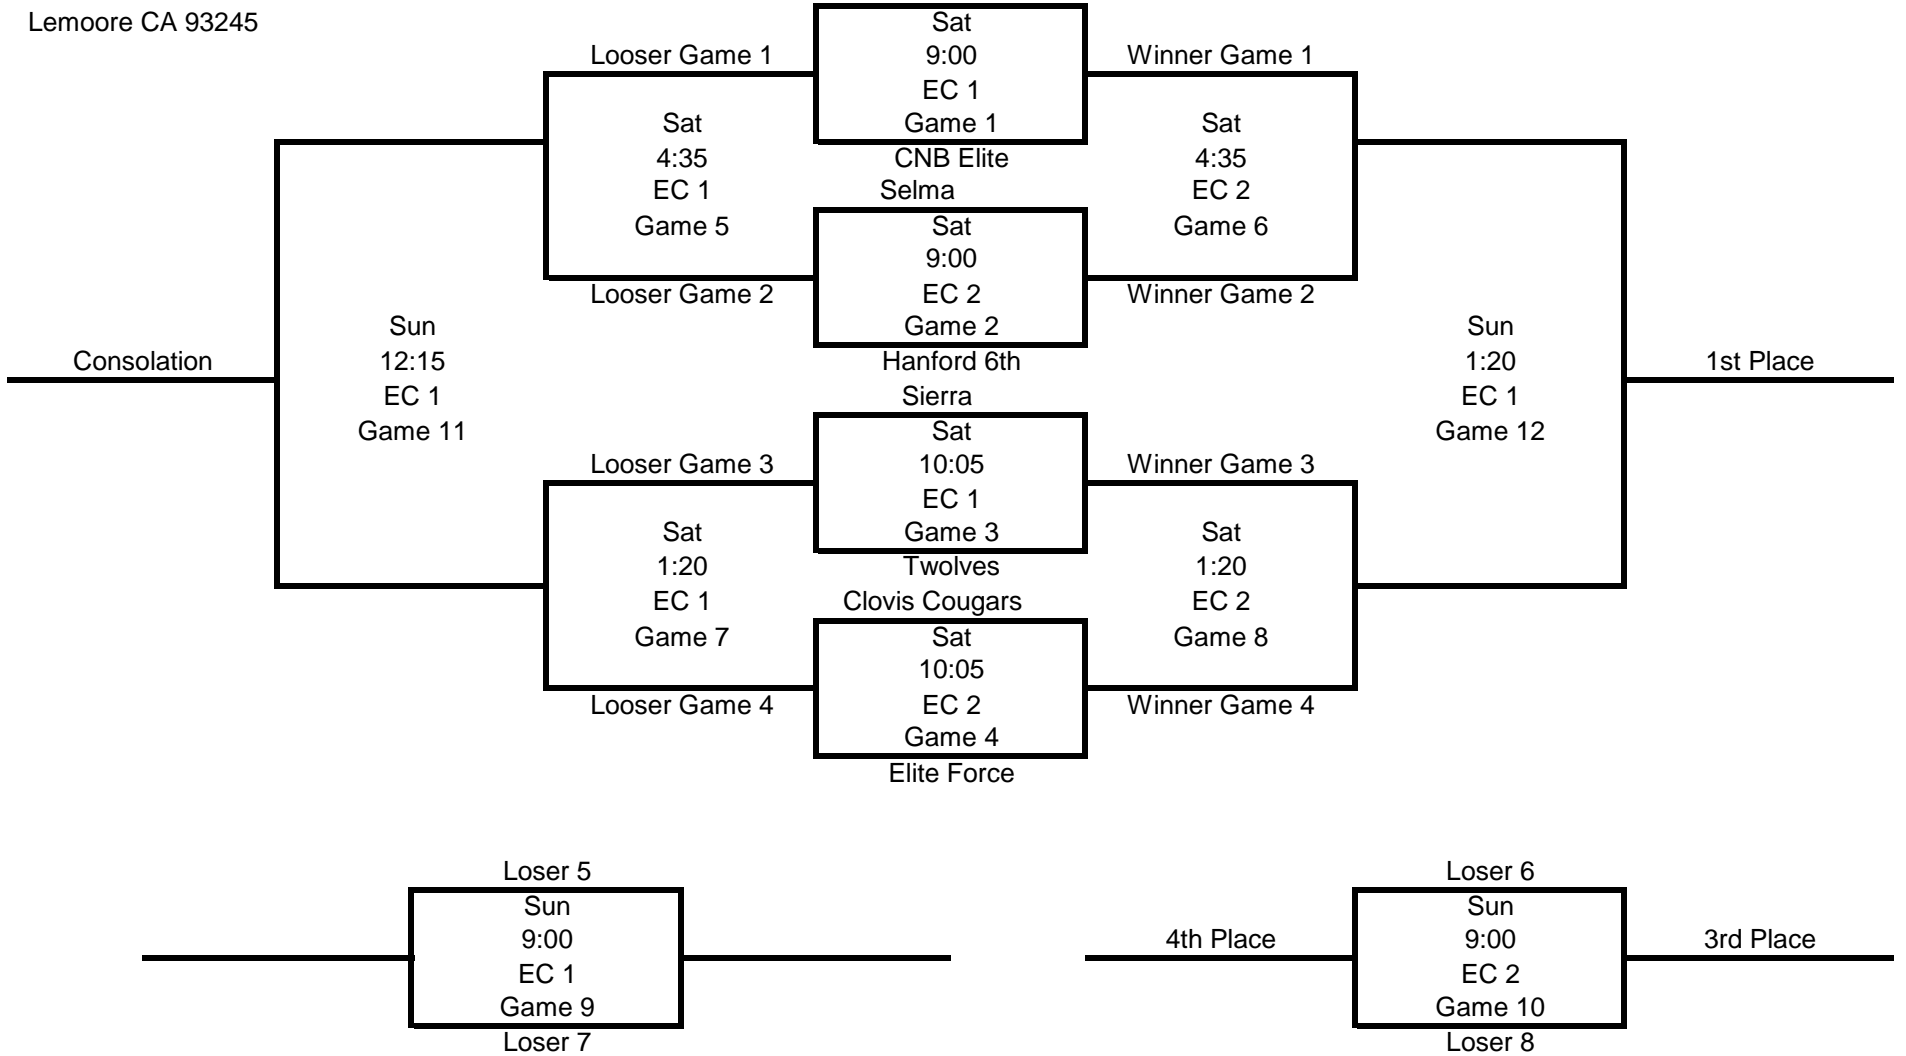 Lemoore CA 93245
Sat
Looser Game 1
9:00
Winner Game 1
EC 1
Sat
Game 1
Sat
4:35
CNB Elite
4:35
EC 1
Selma
EC 2
Game 5
Sat
Game 6
9:00
Looser Game 2
EC 2
Winner Game 2
Sun
Game 2
Sun
Consolation
12:15
Hanford 6th
1:20
1st Place
EC 1
Sierra
EC 1
Game 11
Sat
Game 12
Looser Game 3
10:05
Winner Game 3
EC 1
Sat
Game 3
Sat
1:20
Twolves
1:20
EC 1
Clovis Cougars
EC 2
Game 7
Sat
Game 8
10:05
Looser Game 4
EC 2
Winner Game 4
Game 4
Elite Force
Loser 5
Sun
9:00
EC 1
Game 9
Loser 7
Loser 6
Sun
4th Place
9:00
3rd Place
EC 2
Game 10
Loser 8